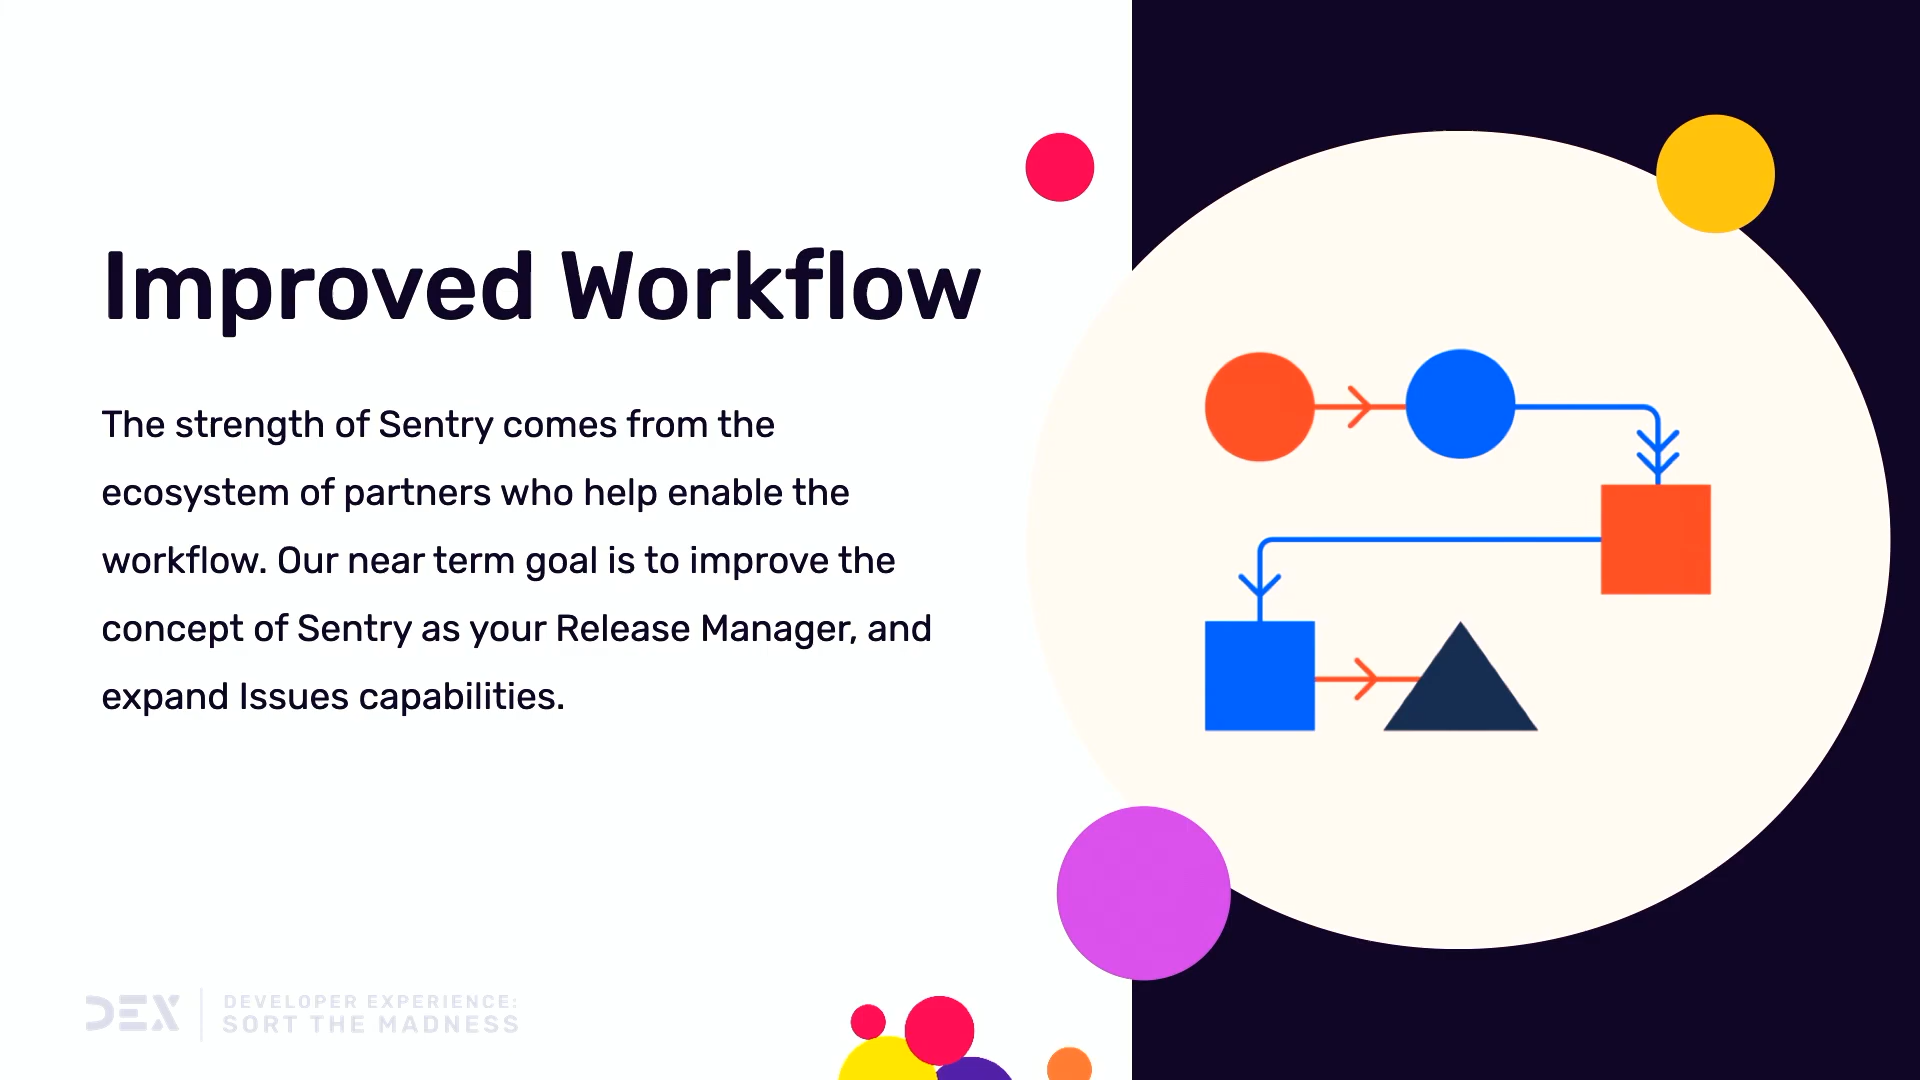 Improved Workflow
The strength of Sentry comes from the
ecosystem of partners who help enable the
workflow. Our near term goal is to improve the
concept of Sentry as your Release Manager, and
expand Issues capabilities.
DEX
DEVELOPER EXPERIENCE:
SORT THE MADNESS